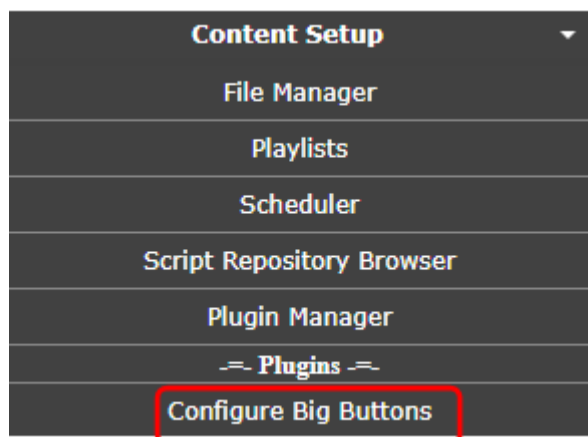 Content Setup
File Manager
Playlists
Scheduler
Script Repository Browser
Plugin Manager
-=- Plugins -=-
Configure Big Buttons